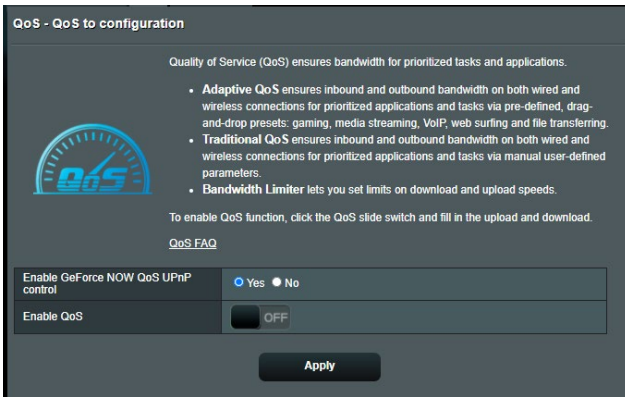 QoS - QoS to configuration
Quality of Service (QoS) ensures bandwidth for prioritized tasks and applications.
• Adaptive QoS ensures inbound and outbound bandwidth on both wired and
wireless connections for prioritized applications and tasks via pre-defined, drag-
and-drop presets: gaming, media streaming, VoIP, web surfing and file transferring.
• Traditional QoS ensures inbound and outbound bandwidth on both wired and
wireless connections for prioritized applications and tasks via manual user-defined
parameters.
• Bandwidth Limiter lets you set limits on download and upload speeds.
QoS
To enable QoS function, click the QoS slide switch and fill in the upload and download.
QoS FAQ
Enable GeForce NOW QoS UPnP
control
Yes No
Enable QoS
OFF
Apply